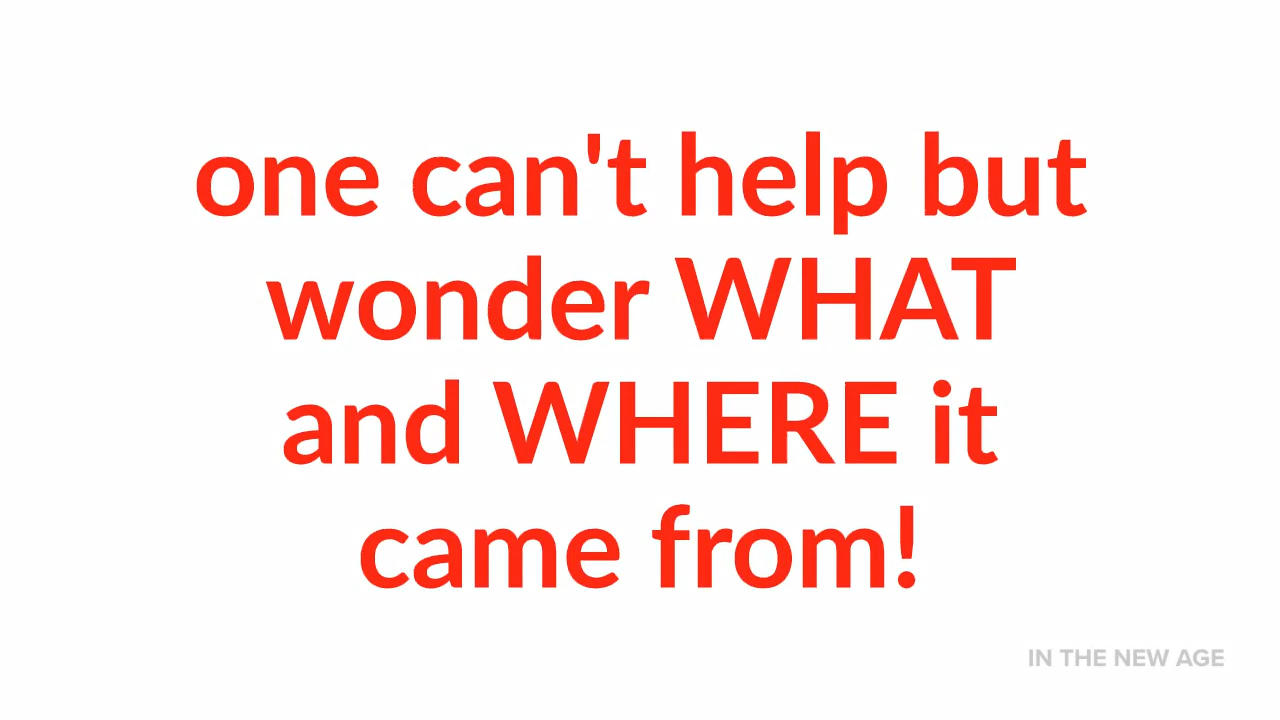 one can't help but
wonder WHAT
and WHERE it
came from!
IN THE NEW AGE